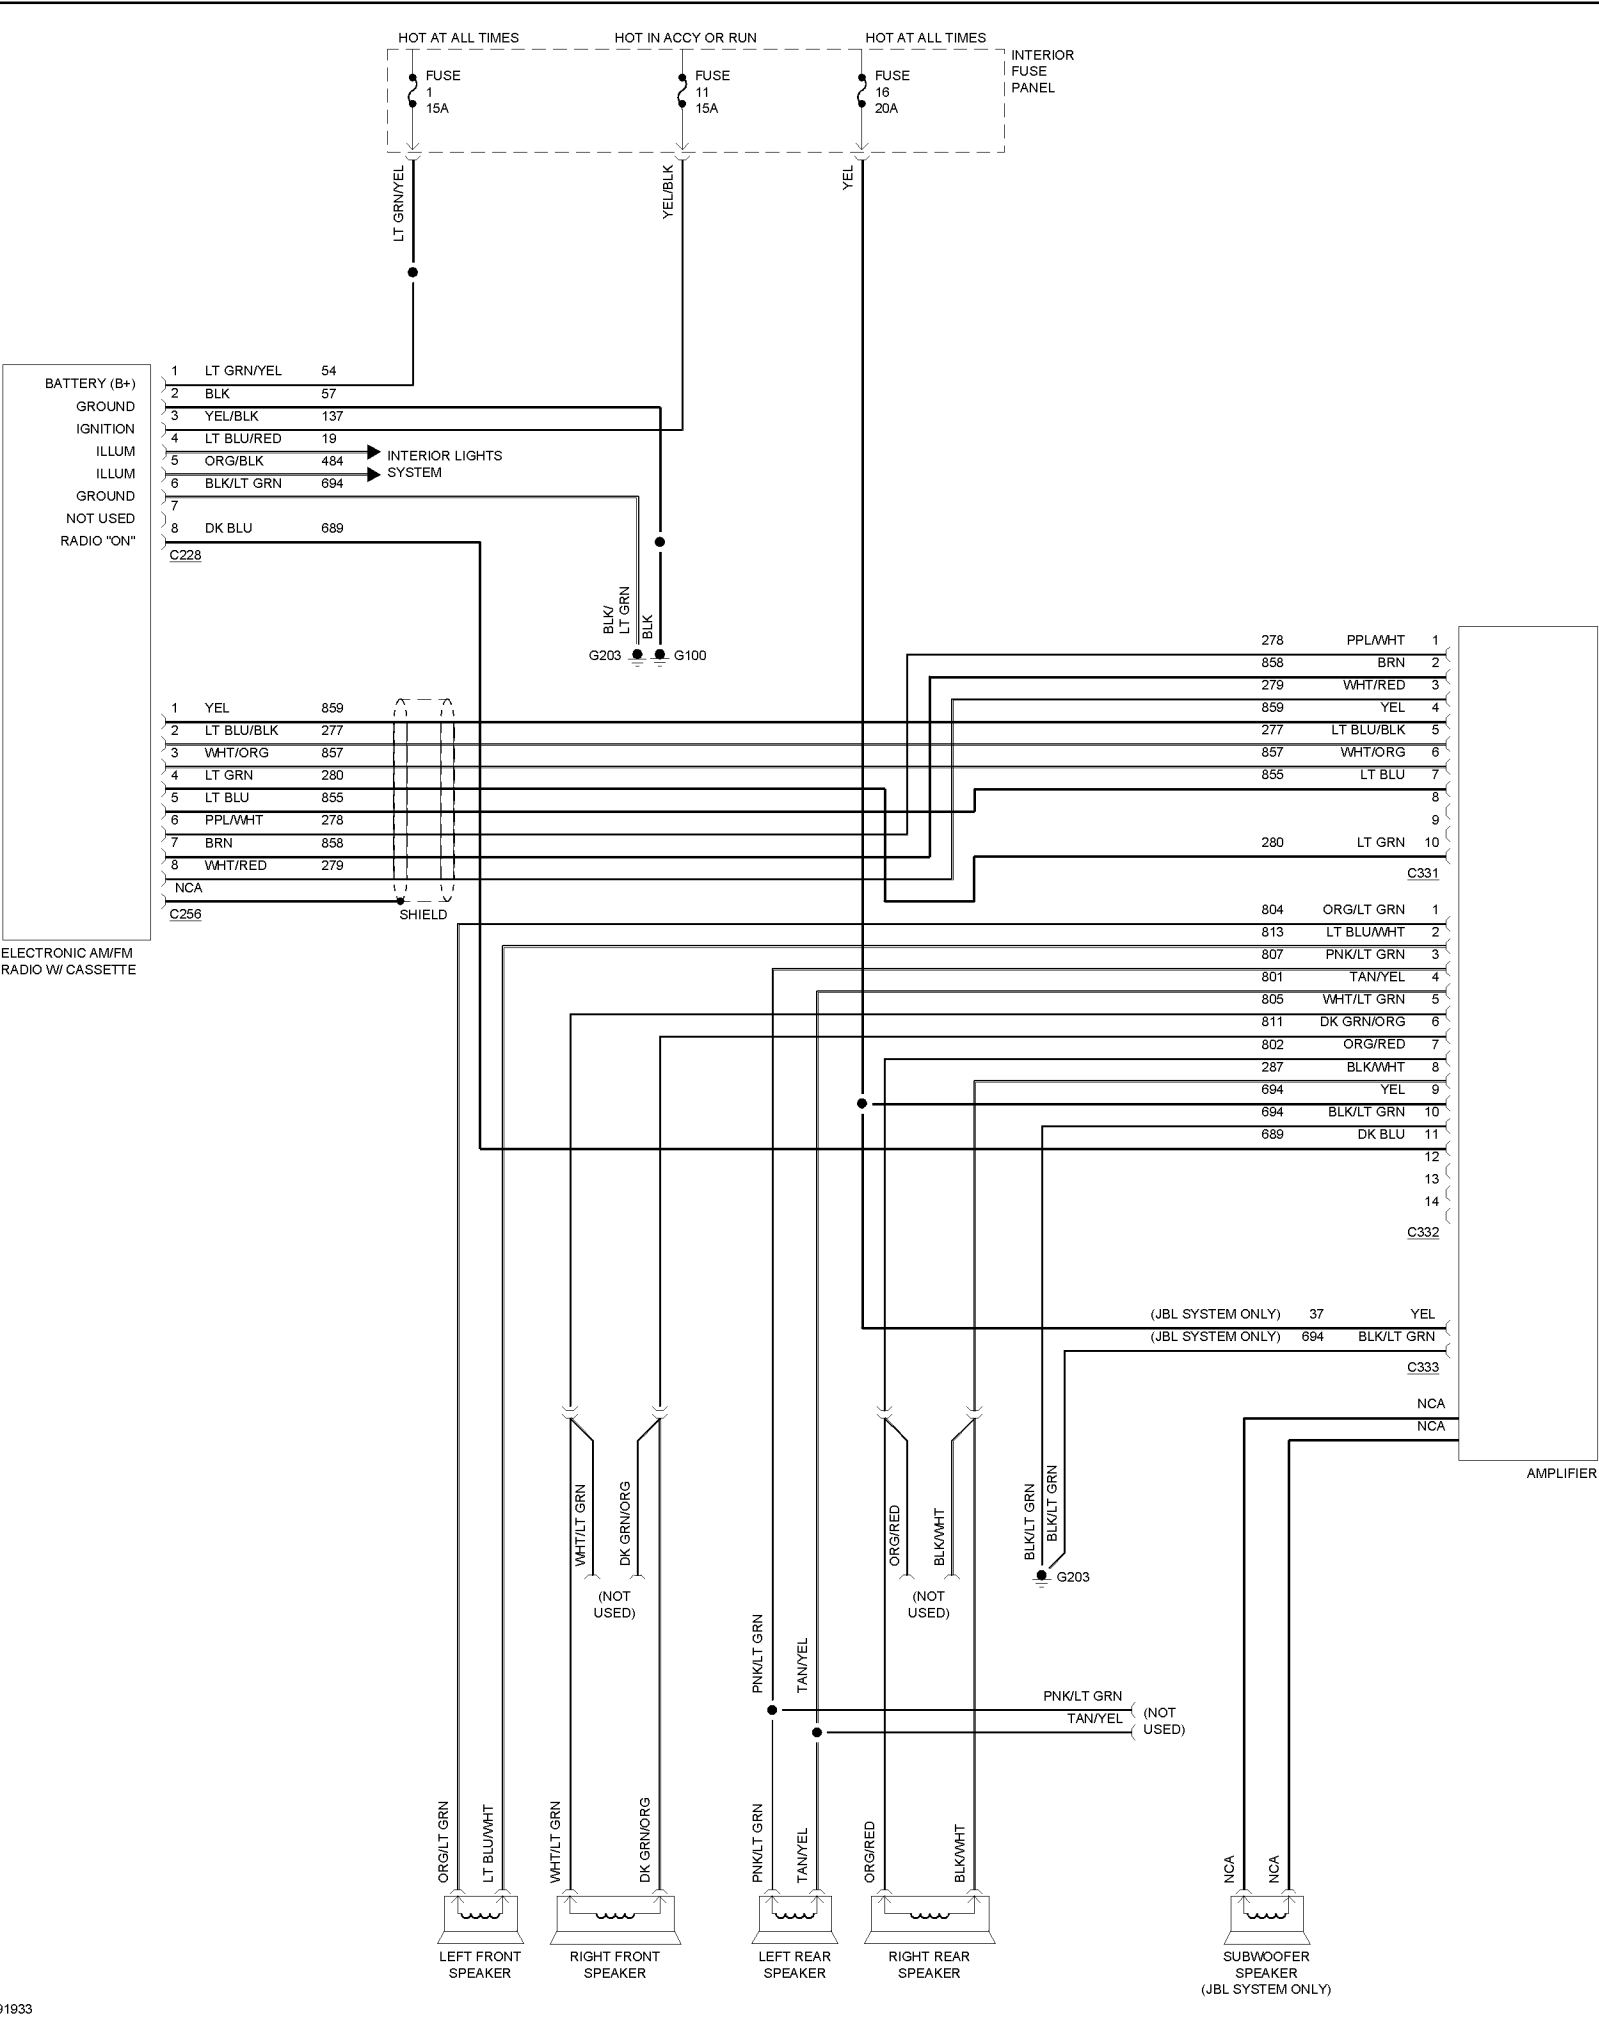 HOT AT ALL TIMES
HOT IN ACCY OR RUN
HOT AT ALL TIMES
INTERIOR
FUSE
PANEL
FUSE
1
15A
FUSE
11
15A
FUSE
16
20A
LT GRN/YEL
YEL/BLK
YEL
BATTERY (B+)
GROUND
IGNITION
ILLUM
ILLUM
GROUND
NOT USED
RADIO "ON"
1 LT GRN/YEL 54
2 BLK 57
3 YEL/BLK 137
4 LT BLU/RED 19
5 ORG/BLK 484
6 BLK/LT GRN 694
7
8 DK BLU 689
C228
INTERIOR LIGHTS
SYSTEM
BLK/
LT GRN
BLK
G203
G100
1 YEL 859
2 LT BLU/BLK 277
3 WHT/ORG 857
4 LT GRN 280
5 LT BLU 855
6 PPL/WHT 278
7 BRN 858
8 WHT/RED 279
NCA
C256
SHIELD
ELECTRONIC AM/FM
RADIO W/ CASSETTE
278 PPL/WHT 1
858 BRN 2
279 WHT/RED 3
859 YEL 4
277 LT BLU/BLK 5
857 WHT/ORG 6
855 LT BLU 7
8
9
280 LT GRN 10
C331
804 ORG/LT GRN 1
813 LT BLU/WHT 2
807 PNK/LT GRN 3
801 TAN/YEL 4
805 WHT/LT GRN 5
811 DK GRN/ORG 6
802 ORG/RED 7
287 BLK/WHT 8
694 YEL 9
694 BLK/LT GRN 10
689 DK BLU 11
12
13
14
C332
(JBL SYSTEM ONLY) 37 YEL
(JBL SYSTEM ONLY) 694 BLK/LT GRN
C333
NCA
NCA
AMPLIFIER
WHT/LT GRN
DK GRN/ORG
(NOT
USED)
ORG/RED
BLK/WHT
(NOT
USED)
BLK/LT GRN
BLK/LT GRN
G203
PNK/LT GRN
TAN/YEL
PNK/LT GRN
TAN/YEL
(NOT
USED)
ORG/LT GRN
LT BLU/WHT
WHT/LT GRN
DK GRN/ORG
PNK/LT GRN
TAN/YEL
ORG/RED
BLK/WHT
NCA
NCA
LEFT FRONT
SPEAKER
RIGHT FRONT
SPEAKER
LEFT REAR
SPEAKER
RIGHT REAR
SPEAKER
SUBWOOFER
SPEAKER
(JBL SYSTEM ONLY)
91933